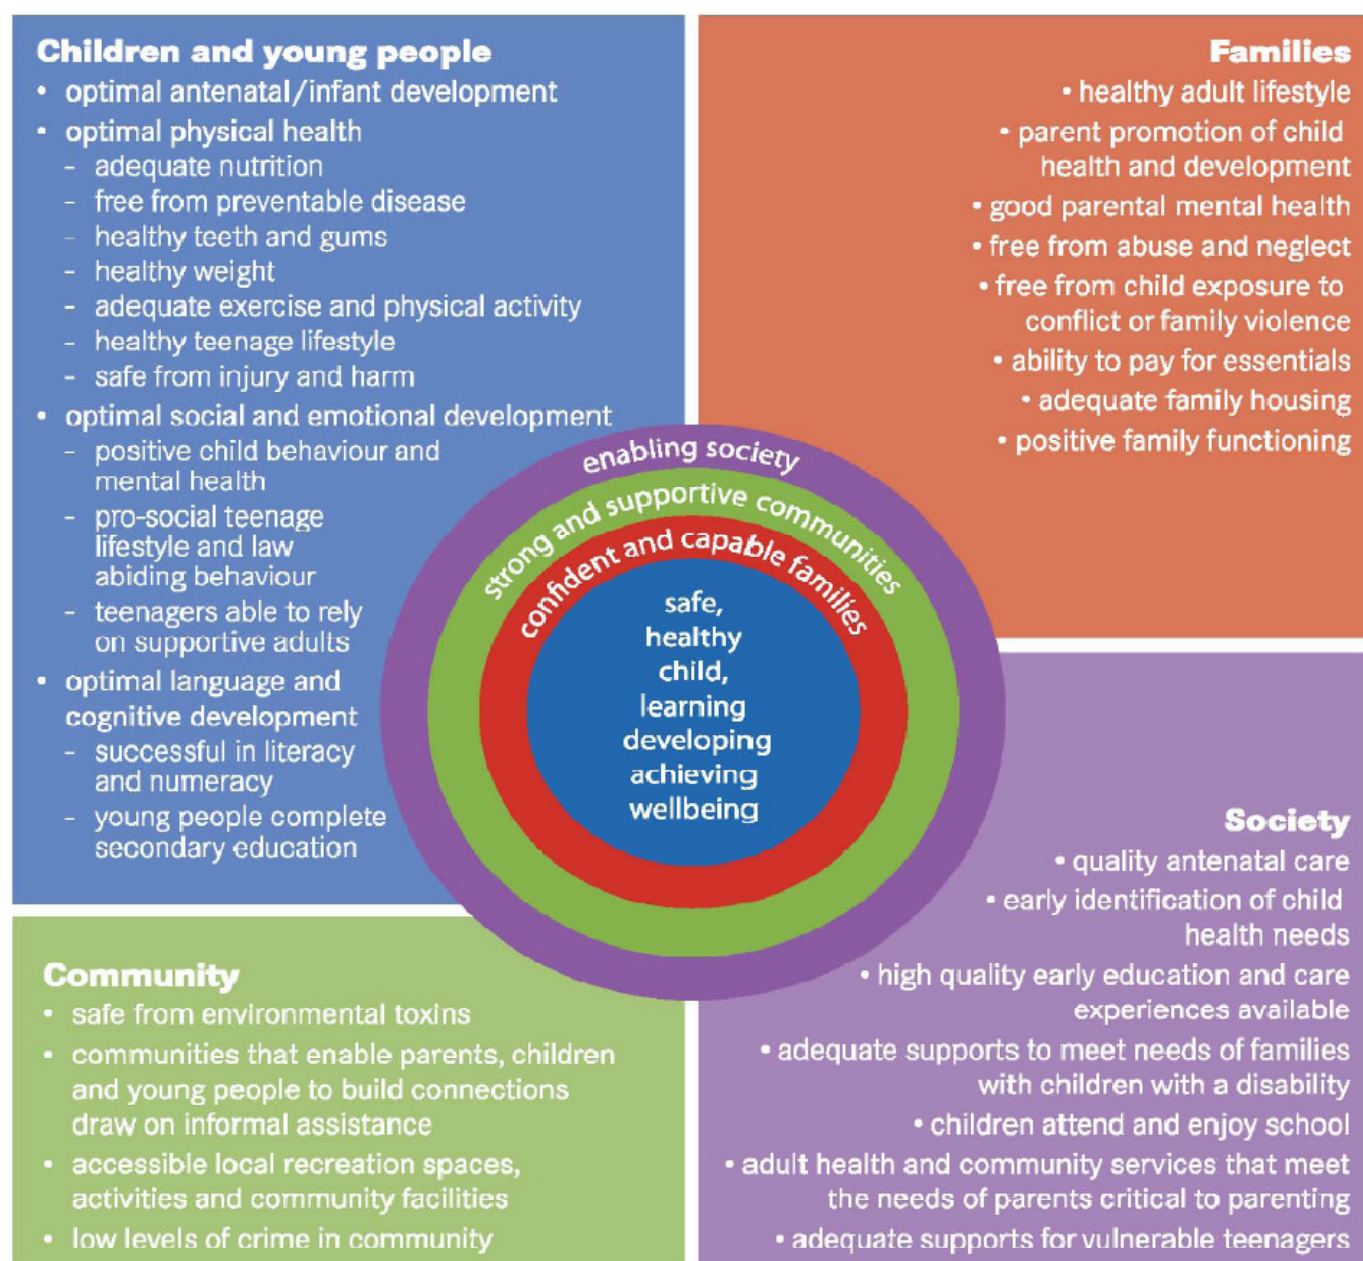 Children and young people
• optimal antenatal/infant development
• optimal physical health
- adequate nutrition
- free from preventable disease
- healthy teeth and gums
- healthy weight
- adequate exercise and physical activity
- healthy teenage lifestyle
- safe from injury and harm
• optimal social and emotional development
- positive child behaviour and
mental health
- pro-social teenage
lifestyle and law
abiding behaviour
- teenagers able to rely
on supportive adults
• optimal language and
cognitive development
- successful in literacy
and numeracy
- young people complete
secondary education
Families
• healthy adult lifestyle
• parent promotion of child
health and development
• good parental mental health
• free from abuse and neglect
• free from child exposure to
conflict or family violence
• ability to pay for essentials
• adequate family housing
• positive family functioning
enabling society
strong and supportive communities
confident and capable families
safe,
healthy
child,
learning
developing
achieving
wellbeing
Community
• safe from environmental toxins
• communities that enable parents, children
and young people to build connections
draw on informal assistance
• accessible local recreation spaces,
activities and community facilities
• low levels of crime in community
Society
• quality antenatal care
• early identification of child
health needs
• high quality early education and care
experiences available
• adequate supports to meet needs of families
with children with a disability
• children attend and enjoy school
• adult health and community services that meet
the needs of parents critical to parenting
• adequate supports for vulnerable teenagers